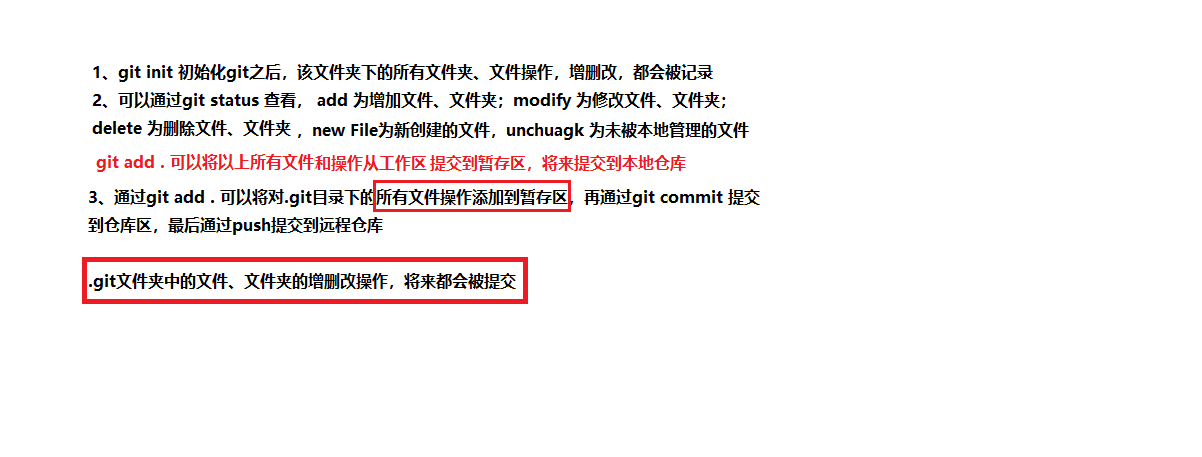 1、git init 初始化git之后，该文件夹下的所有文件夹、文件操作，增删改，都会被记录
2、可以通过git status 查看， add 为增加文件、文件夹；modify 为修改文件、文件夹；
delete 为删除文件、文件夹 ，new File为新创建的文件，unchuagk 为未被本地管理的文件
git add . 可以将以上所有文件和操作从工作区 提交到暂存区，将来提交到本地仓库
3、通过git add . 可以将对.git目录下的所有文件操作添加到暂存区，再通过git commit 提交
到仓库区，最后通过push提交到远程仓库
.git文件夹中的文件、文件夹的增删改操作，将来都会被提交